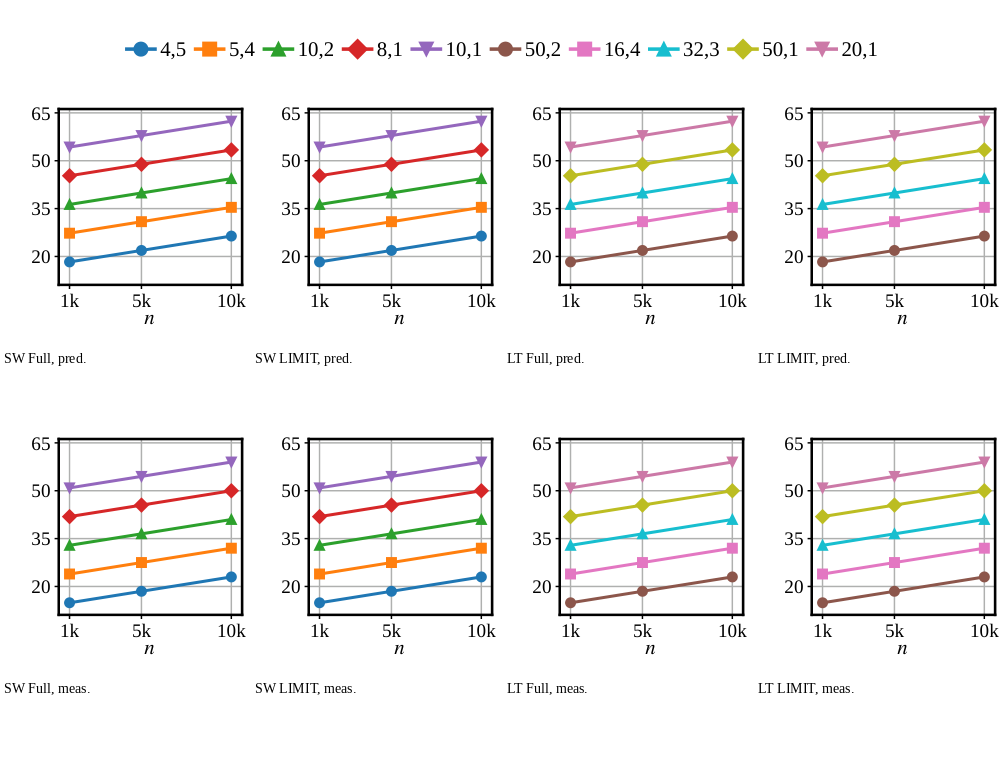 4,5 5,4 10,2 8,1 10,1 50,2 16,4 32,3 50,1 20,1
65 65 65 65
50 50 50 50
35 35 35 35
20 20 20 20
1k 5k 10k 1k 5k 10k 1k 5k 10k 1k 5k 10k
n n n n
SW Full, pred. SW LIMIT, pred. LT Full, pred. LT LIMIT, pred.
65 65 65 65
50 50 50 50
35 35 35 35
20 20 20 20
1k 5k 10k 1k 5k 10k 1k 5k 10k 1k 5k 10k
n n n n
SW Full, meas. SW LIMIT, meas. LT Full, meas. LT LIMIT, meas.